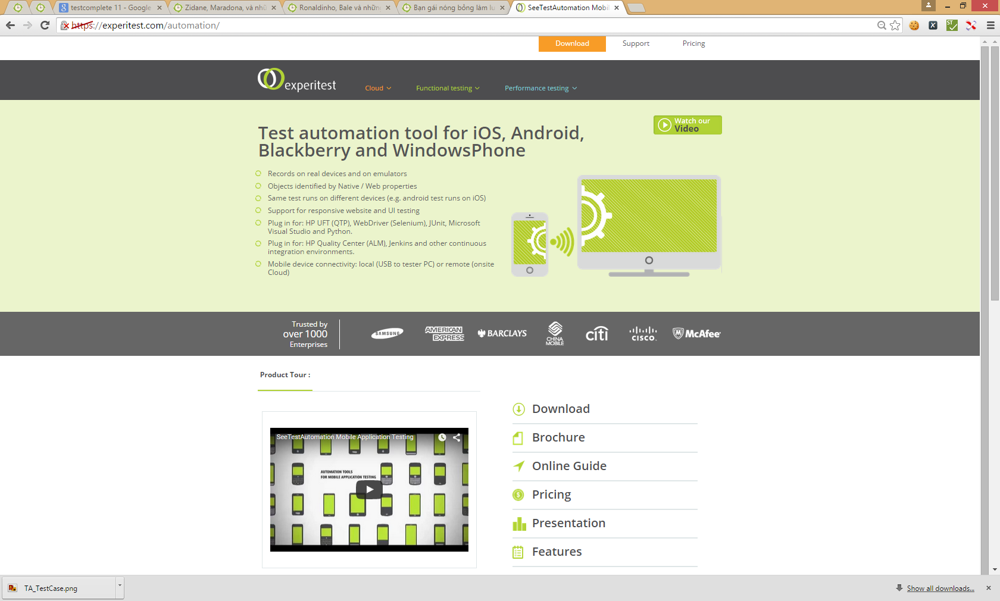 testcomplete 11 - Google
Zidane, Maradona, và nhữ
Ronaldinho, Bale và nhữn
Bạn gái nóng bỏng làm lu
SeeTestAutomation Mobil
https://experitest.com/automation/
Download
Support
Pricing
experitest
Cloud
Functional testing
Performance testing
Watch our
Video
Test automation tool for iOS, Android,
Blackberry and WindowsPhone
Records on real devices and on emulators
Objects identified by Native / Web properties
Same test runs on different devices (e.g. android test runs on iOS)
Support for responsive website and UI testing
Plug in for: HP UFT (QTP), WebDriver (Selenium), JUnit, Microsoft
Visual Studio and Python.
Plug in for: HP Quality Center (ALM), Jenkins and other continuous
integration environments.
Mobile device connectivity: local (USB to tester PC) or remote (onsite
Cloud)
Trusted by
over 1000
Enterprises
SAMSUNG
AMERICAN
EXPRESS
BARCLAYS
CHINA
MOBILE
citi
CISCO.
McAfee
Product Tour :
SeeTestAutomation Mobile Application Testing
AUTOMATION TOOLS
FOR MOBILE APPLICATION TESTING
Download
Brochure
Online Guide
Pricing
Presentation
Features
TA_TestCase.png
Show all downloads...